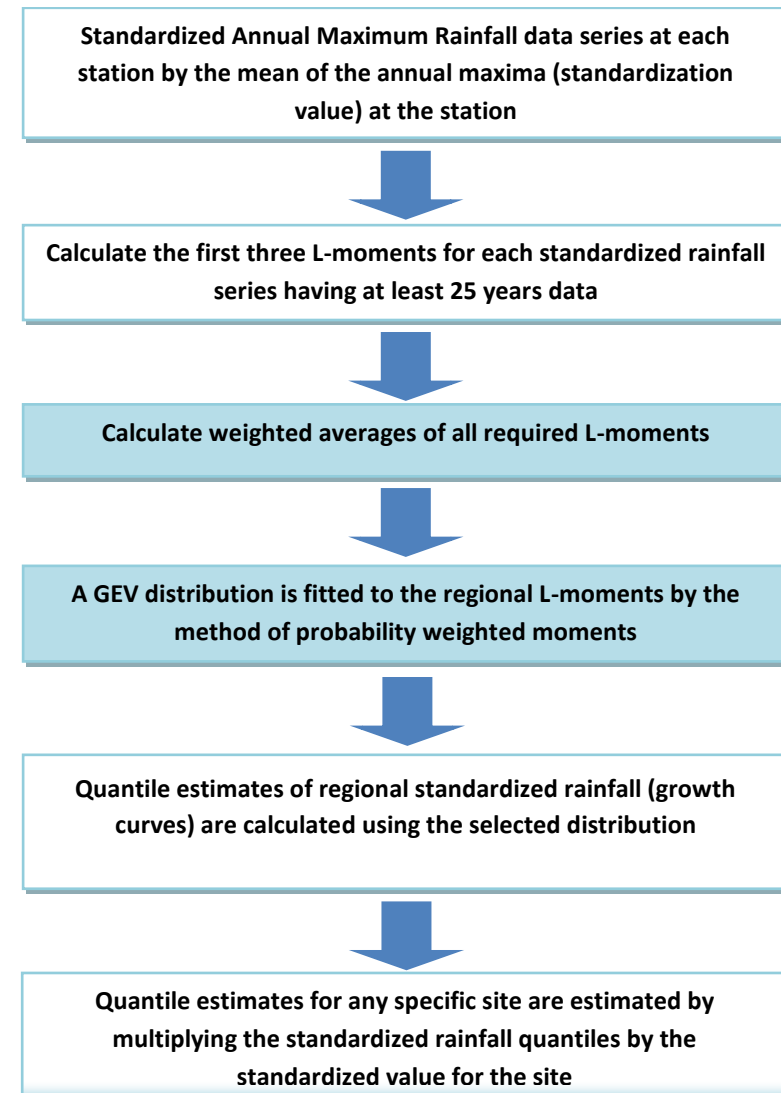 Standardized Annual Maximum Rainfall data series at each
station by the mean of the annual maxima (standardization
value) at the station
Calculate the first three L-moments for each standardized rainfall
series having at least 25 years data
Calculate weighted averages of all required L-moments
A GEV distribution is fitted to the regional L-moments by the
method of probability weighted moments
Quantile estimates of regional standardized rainfall (growth
curves) are calculated using the selected distribution
Quantile estimates for any specific site are estimated by
multiplying the standardized rainfall quantiles by the
standardized value for the site